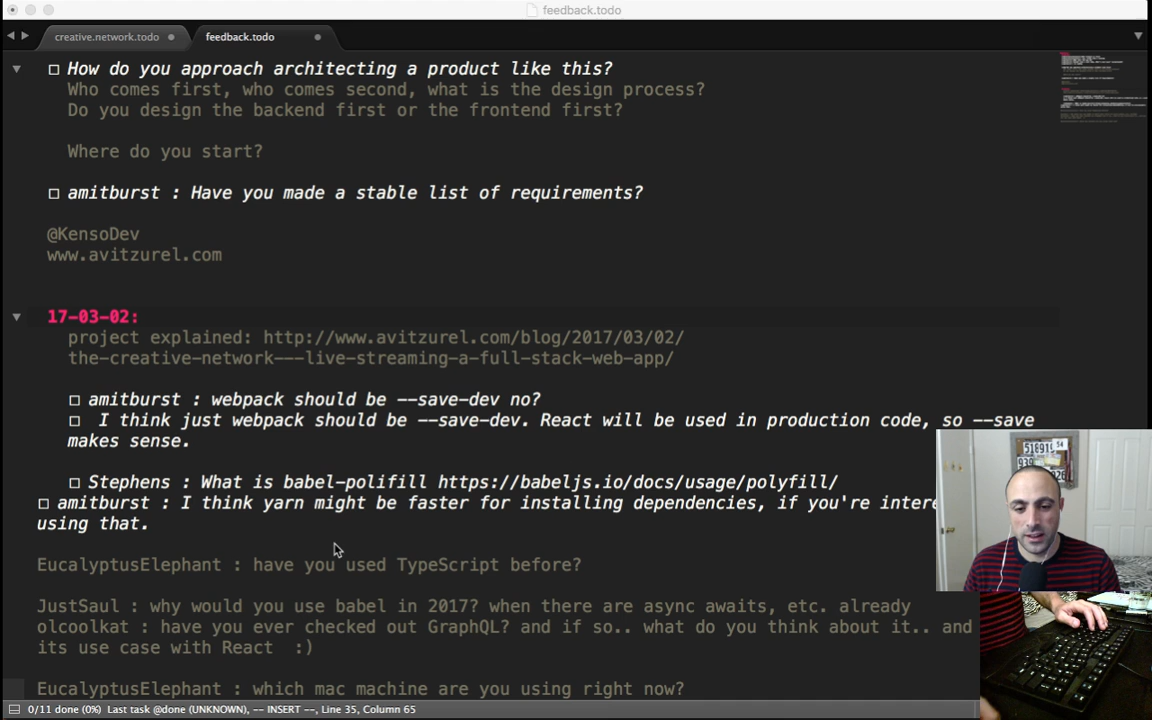 feedback.todo
creative.network.todo
feedback.todo
□ How do you approach architecting a product like this?
Who comes first, who comes second, what is the design process?
Do you design the backend first or the frontend first?
Where do you start?
□ amitburst : Have you made a stable list of requirements?
@KensoDev
www.avitzurel.com
17-03-02:
project explained: http://www.avitzurel.com/blog/2017/03/02/
the-creative-network---live-streaming-a-full-stack-web-app/
□ amitburst : webpack should be --save-dev no?
□ I think just webpack should be --save-dev. React will be used in production code, so --save
makes sense.
□ Stephens : What is babel-polifill https://babeljs.io/docs/usage/polyfill/
□ amitburst : I think yarn might be faster for installing dependencies, if you're
using that.
EucalyptusElephant : have you used TypeScript before?
JustSaul : why would you use babel in 2017? when there are async awaits, etc. already
olcoolkat : have you ever checked out GraphQL? and if so.. what do you think about it.. and
its use case with React  :)
EucalyptusElephant : which mac machine are you using right now?
0/11 done (0%) Last task @done (UNKNOWN), -- INSERT --, Line 35, Column 65